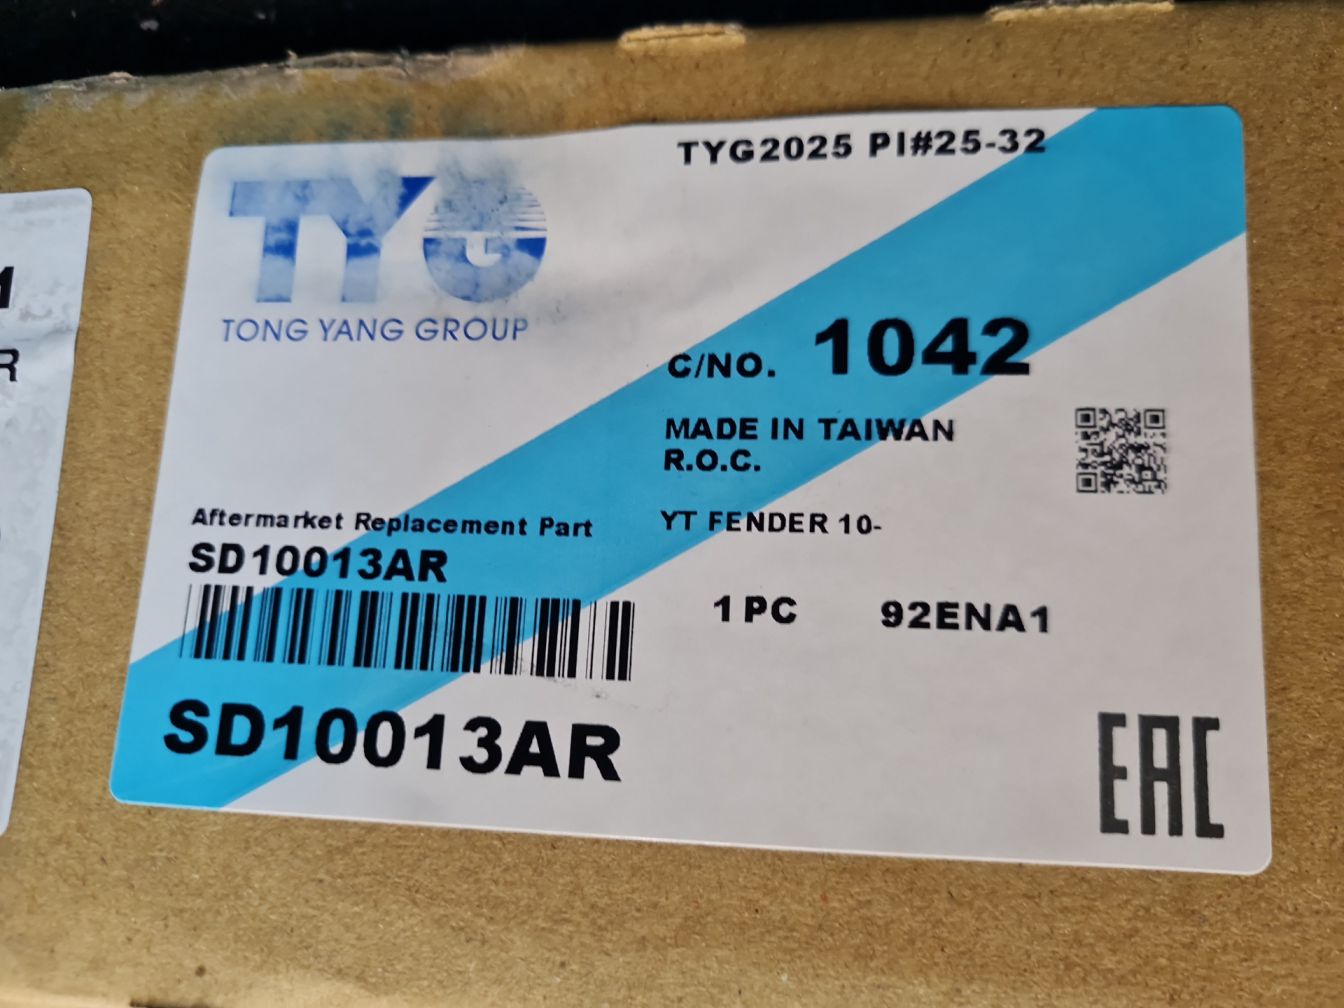 TYG2025 PI#25-32
TYG
TONG YANG GROUP
C/NO. 1042
MADE IN TAIWAN
R.O.C.
Aftermarket Replacement Part
YT FENDER 10-
SD10013AR
1 PC 92ENA1
SD10013AR
EAC
1
R